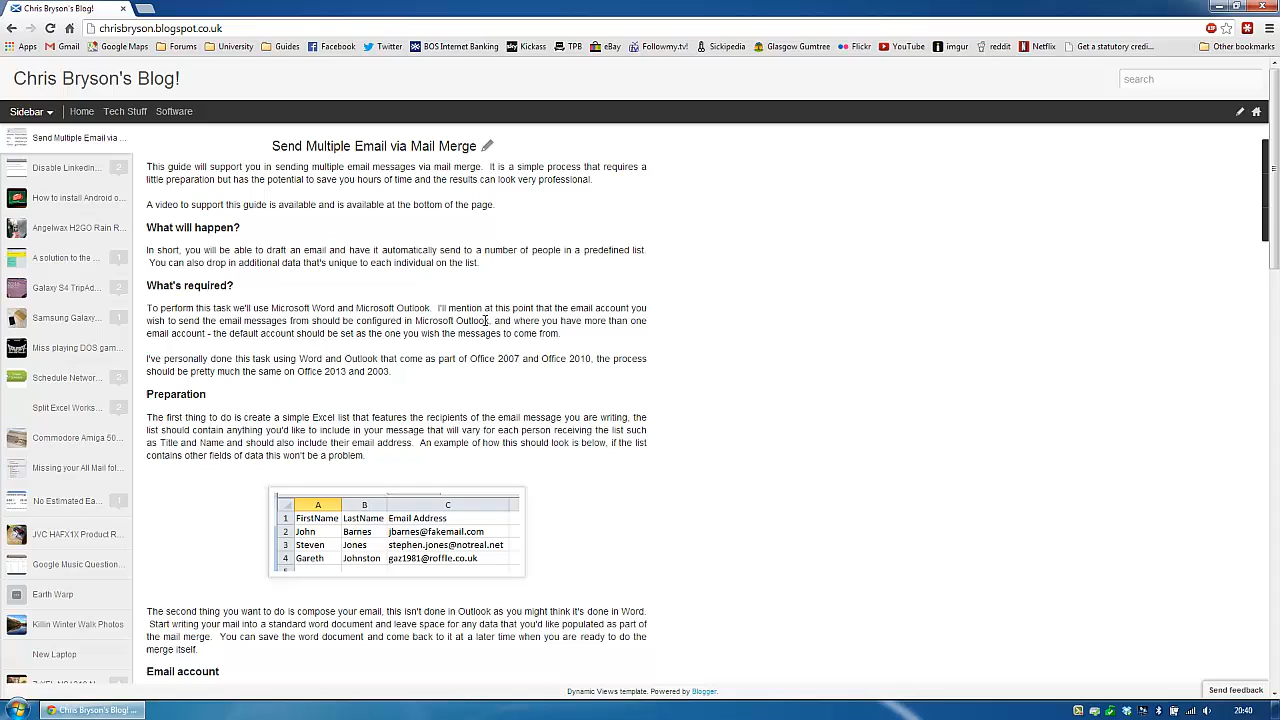 Chris Bryson's Blog!
chrisbryson.blogspot.co.uk
Apps Gmail Google Maps Forums University Guides Facebook Twitter BOS Internet Banking Kickass TPB eBay Followmy.tv! Sickipedia Glasgow Gumtree Flickr YouTube imgur reddit Netflix Get a statutory credi... Other bookmarks
Chris Bryson's Blog!
search
Sidebar Home Tech Stuff Software
Send Multiple Email via ...
Disable LinkedIn... 2
How to install Android o...
Angelwax H2GO Rain R...
A solution to the ... 1
Galaxy S4 TripAd... 2
Samsung Galaxy... 1
Miss playing DOS gam...
Schedule Networ... 2
Split Excel Works... 2
Commodore Amiga 50...
Missing your All Mail fol...
No Estimated Ea... 1
JVC HAFX1X Product R...
Google Music Question...
Earth Warp
Killin Winter Walk Photos
New Laptop
Send Multiple Email via Mail Merge
This guide will support you in sending multiple email messages via mail merge. It is a simple process that requires a
little preparation but has the potential to save you hours of time and the results can look very professional.
A video to support this guide is available and is available at the bottom of the page.
What will happen?
In short, you will be able to draft an email and have it automatically send to a number of people in a predefined list.
You can also drop in additional data that's unique to each individual on the list.
What's required?
To perform this task we'll use Microsoft Word and Microsoft Outlook. I'll mention at this point that the email account you
wish to send the email messages from should be configured in Microsoft Outlook, and where you have more than one
email account - the default account should be set as the one you wish the messages to come from.
I've personally done this task using Word and Outlook that come as part of Office 2007 and Office 2010, the process
should be pretty much the same on Office 2013 and 2003.
Preparation
The first thing to do is create a simple Excel list that features the recipients of the email message you are writing, the
list should contain anything you'd like to include in your message that will vary for each person receiving the list such
as Title and Name and should also include their email address. An example of how this should look is below, if the list
contains other fields of data this won't be a problem.
A B C
1 FirstName LastName Email Address
2 John Barnes jbarnes@fakemail.com
3 Steven Jones stephen.jones@notreal.net
4 Gareth Johnston gaz1981@roffle.co.uk
The second thing you want to do is compose your email, this isn't done in Outlook as you might think it's done in Word.
Start writing your mail into a standard word document and leave space for any data that you'd like populated as part of
the mail merge. You can save the word document and come back to it at a later time when you are ready to do the
merge itself.
Email account
Dynamic Views template. Powered by Blogger.
Send feedback
Chris Bryson's Blog! ...
20:40